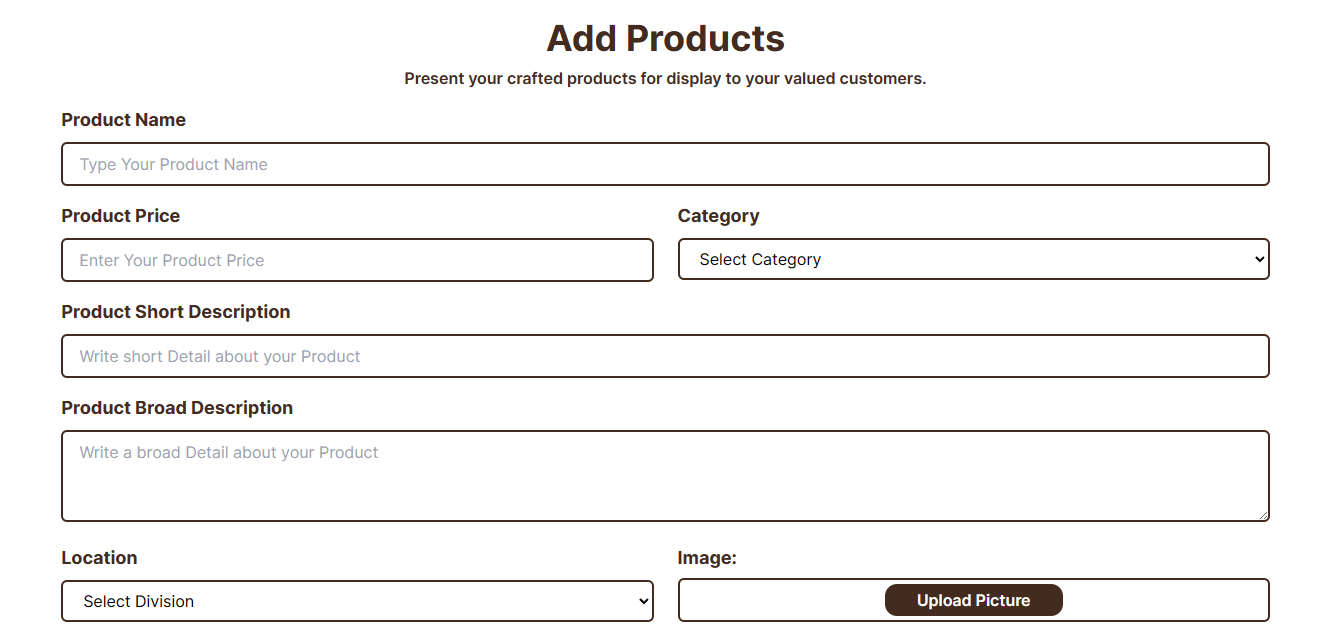 Add Products
Present your crafted products for display to your valued customers.
Product Name
Type Your Product Name
Product Price
Category
Enter Your Product Price
Select Category
Product Short Description
Write short Detail about your Product
Product Broad Description
Write a broad Detail about your Product
Location
Image:
Select Division
Upload Picture